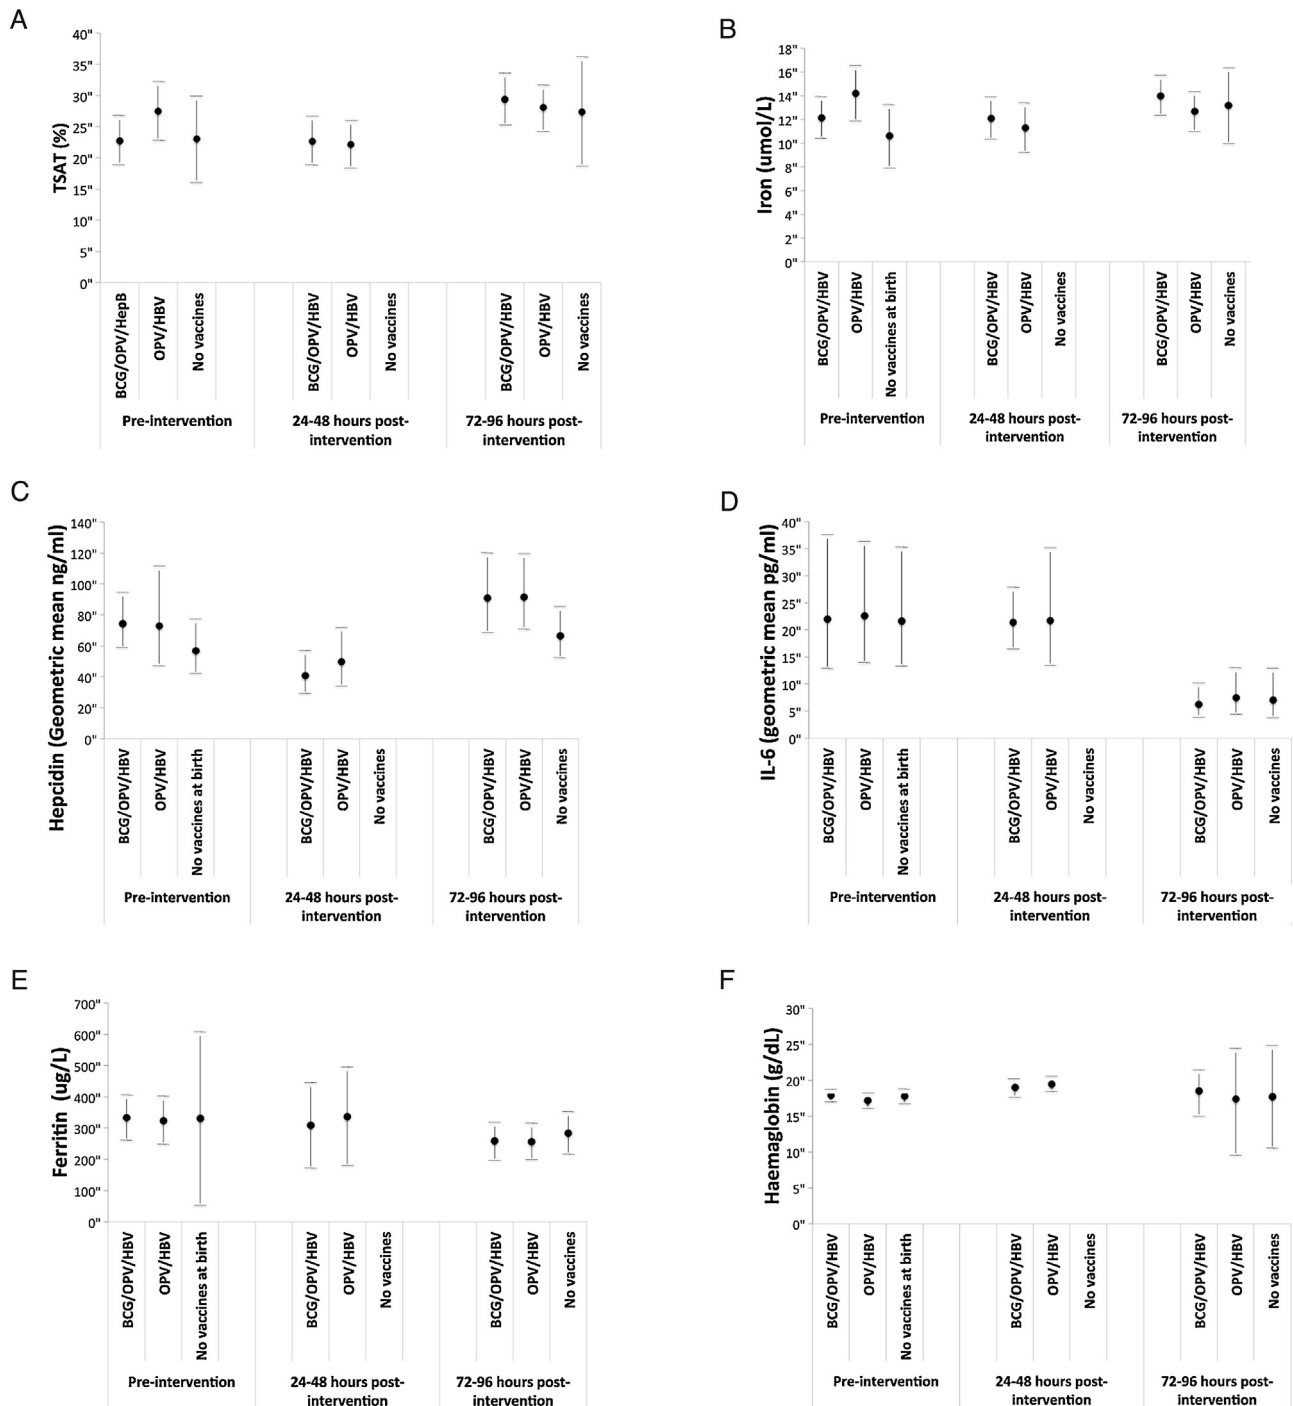 A
TSAT (%)
40"
35"
30"
25"
20"
15"
10"
5"
0"
BCG/OPV/HepB
OPV/HBV
No vaccines
BCG/OPV/HBV
OPV/HBV
No vaccines
BCG/OPV/HBV
OPV/HBV
No vaccines
Pre-intervention
24-48 hours post-
intervention
72-96 hours post-
intervention
B
Iron (umol/L)
18"
16"
14"
12"
10"
8"
6"
4"
2"
0"
BCG/OPV/HBV
OPV/HBV
No vaccines at birth
BCG/OPV/HBV
OPV/HBV
No vaccines
BCG/OPV/HBV
OPV/HBV
No vaccines
Pre-intervention
24-48 hours post-
intervention
72-96 hours post-
intervention
C
Hepcidin (Geometric mean ng/ml)
140"
120"
100"
80"
60"
40"
20"
0"
BCG/OPV/HBV
OPV/HBV
No vaccines at birth
BCG/OPV/HBV
OPV/HBV
No vaccines
BCG/OPV/HBV
OPV/HBV
No vaccines
Pre-intervention
24-48 hours post-
intervention
72-96 hours post-
intervention
D
IL-6 (geometric mean pg/ml)
40"
35"
30"
25"
20"
15"
10"
5"
0"
BCG/OPV/HBV
OPV/HBV
No vaccines at birth
BCG/OPV/HBV
OPV/HBV
No vaccines
BCG/OPV/HBV
OPV/HBV
No vaccines
Pre-intervention
24-48 hours post-
intervention
72-96 hours post-
intervention
E
Ferritin (ug/L)
700"
600"
500"
400"
300"
200"
100"
0"
BCG/OPV/HBV
OPV/HBV
No vaccines at birth
BCG/OPV/HBV
OPV/HBV
No vaccines
BCG/OPV/HBV
OPV/HBV
No vaccines
Pre-intervention
24-48 hours post-
intervention
72-96 hours post-
intervention
F
Haemaglobin (g/dL)
30"
25"
20"
15"
10"
5"
0"
BCG/OPV/HBV
OPV/HBV
No vaccines at birth
BCG/OPV/HBV
OPV/HBV
No vaccines
BCG/OPV/HBV
OPV/HBV
No vaccines
Pre-intervention
24-48 hours post-
intervention
72-96 hours post-
intervention